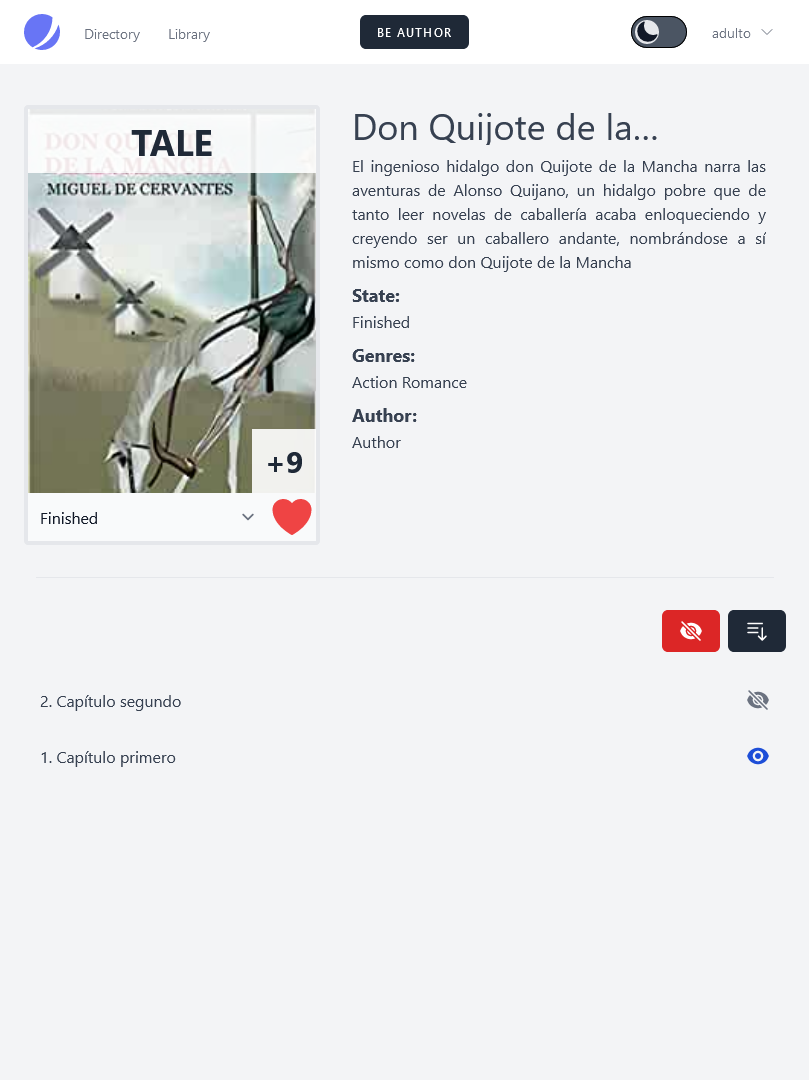 Directory
Library
BE AUTHOR
adulto
TALE
DON QUIJOTE
DE LA MANCHA
MIGUEL DE CERVANTES
+9
Finished
Don Quijote de la...
El ingenioso hidalgo don Quijote de la Mancha narra las
aventuras de Alonso Quijano, un hidalgo pobre que de
tanto leer novelas de caballería acaba enloqueciendo y
creyendo ser un caballero andante, nombrándose a sí
mismo como don Quijote de la Mancha
State:
Finished
Genres:
Action Romance
Author:
Author
2. Capítulo segundo
1. Capítulo primero